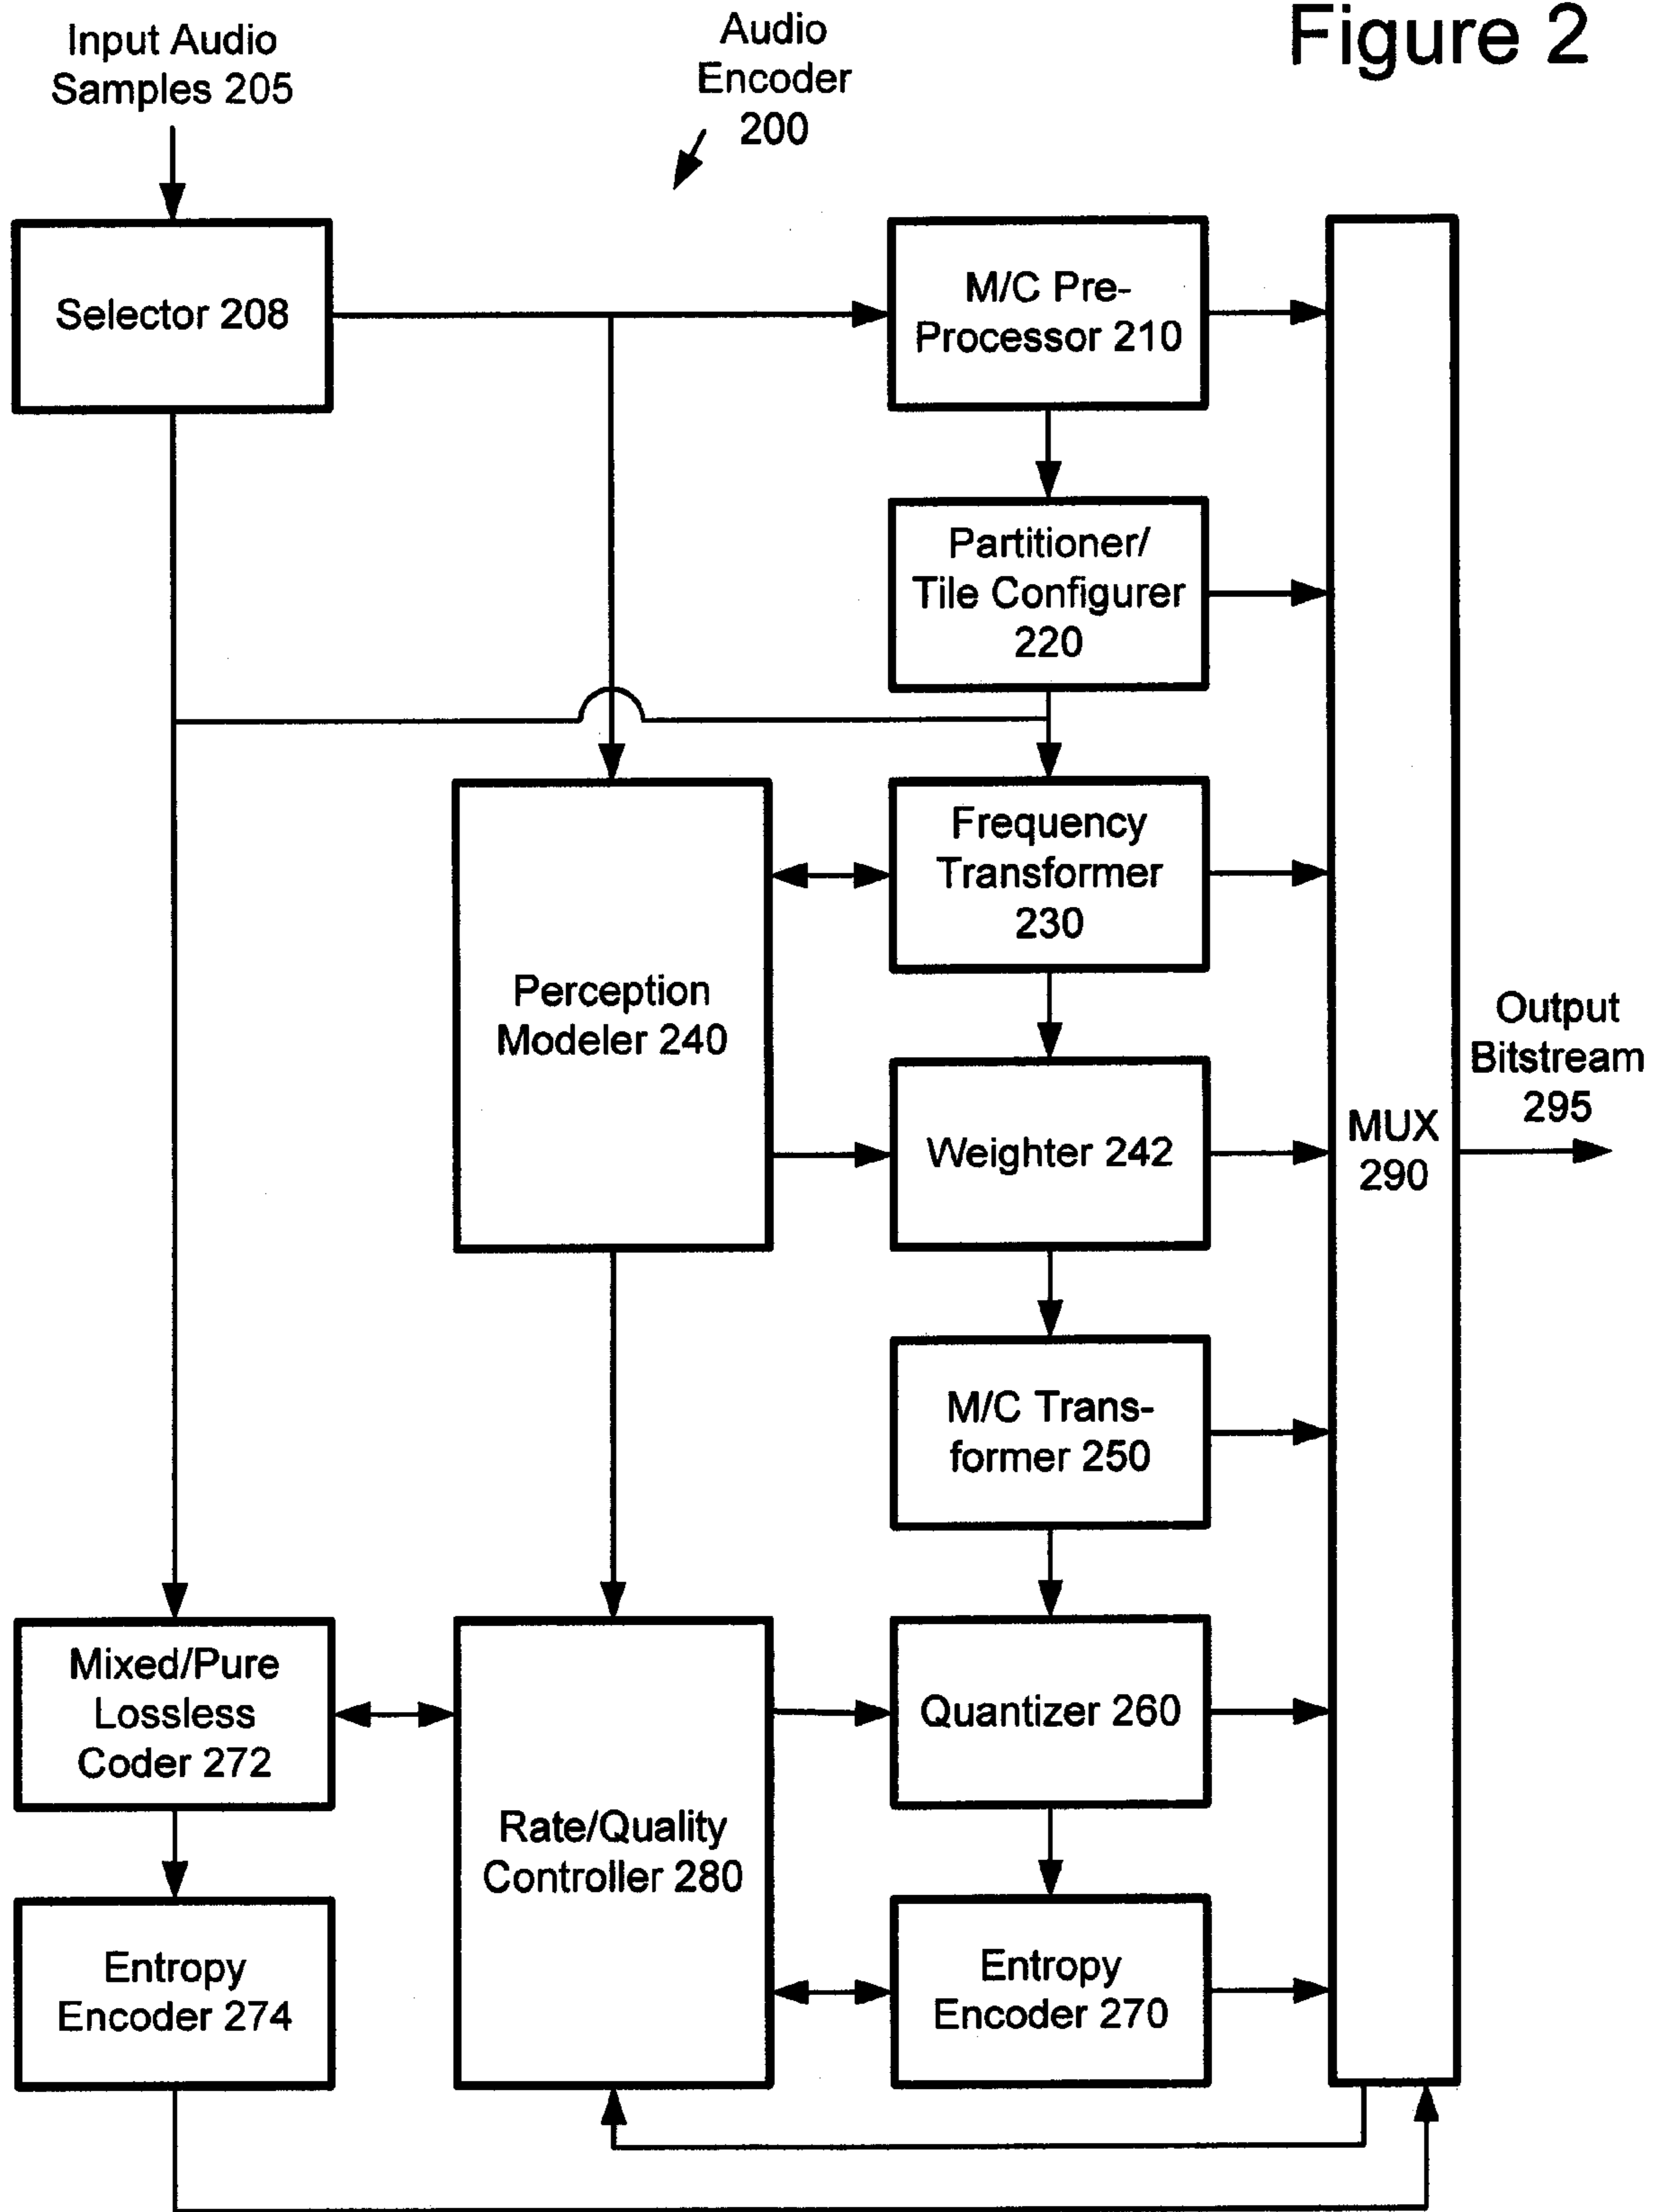 Figure 2
Input Audio
Samples 205
Audio
Encoder
200
Selector 208
M/C Pre-
Processor 210
Partitioner/
Tile Configurer
220
Frequency
Transformer
230
Perception
Modeler 240
Output
Bitstream
295
MUX
290
Weighter 242
M/C Trans-
former 250
Mixed/Pure
Lossless
Coder 272
Quantizer 260
Rate/Quality
Controller 280
Entropy
Encoder 274
Entropy
Encoder 270